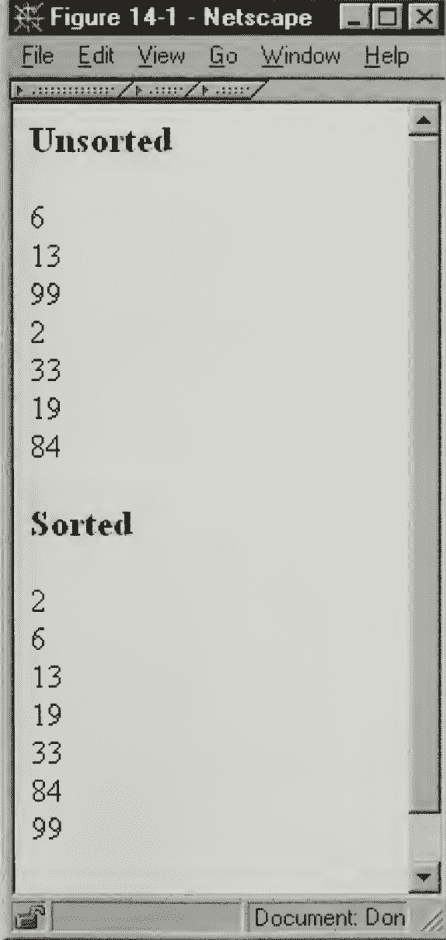 Figure 14-1 - Netscape
File Edit View Go Window Help
Unsorted
6
13
99
2
33
19
84
Sorted
2
6
13
19
33
84
99
Document: Don